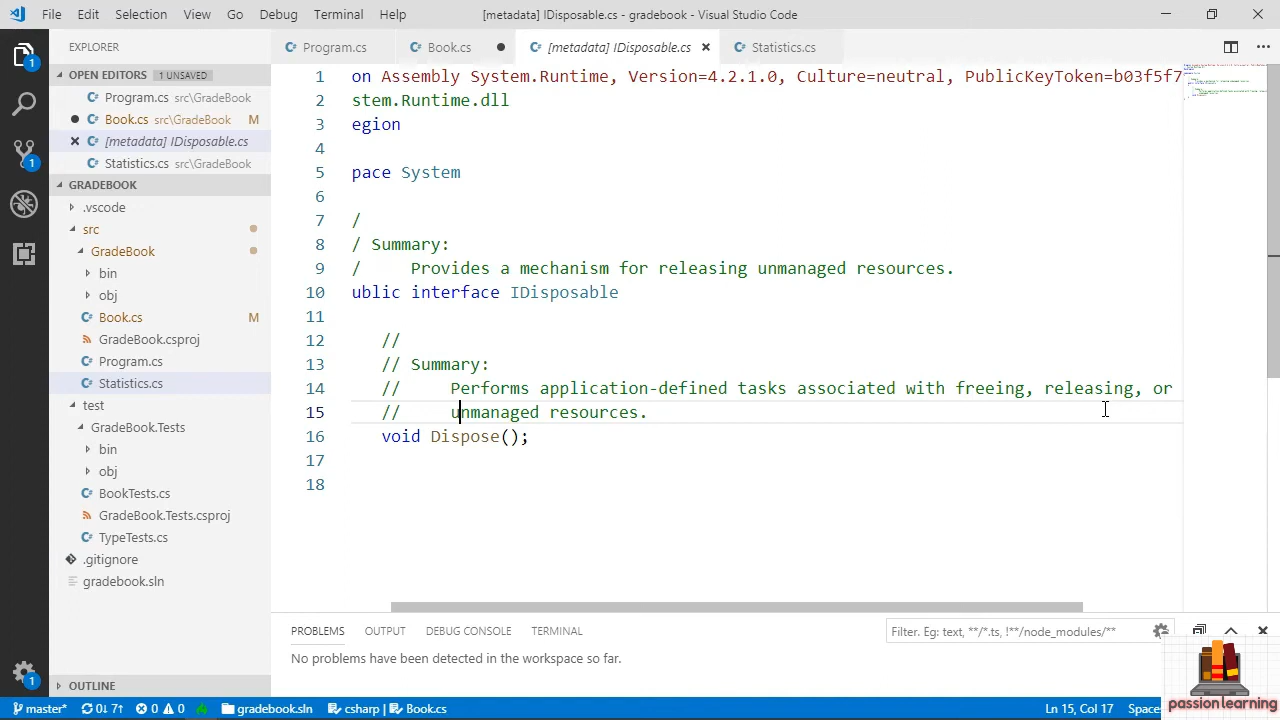 File Edit Selection View Go Debug Terminal Help [metadata] IDisposable.cs - gradebook - Visual Studio Code
EXPLORER
OPEN EDITORS 1 UNSAVED
C# Program.cs src\GradeBook
C# Book.cs src\GradeBook M
C# [metadata] IDisposable.cs
C# Statistics.cs src\GradeBook
GRADEBOOK
.vscode
src
GradeBook
bin
obj
C# Book.cs M
GradeBook.csproj
C# Program.cs
C# Statistics.cs
test
GradeBook.Tests
bin
obj
C# BookTests.cs
GradeBook.Tests.csproj
C# TypeTests.cs
.gitignore
gradebook.sln
OUTLINE
1
1
1
C# Program.cs C# Book.cs C# [metadata] IDisposable.cs C# Statistics.cs
1 on Assembly System.Runtime, Version=4.2.1.0, Culture=neutral, PublicKeyToken=b03f5f7
2 stem.Runtime.dll
3 egion
4
5 pace System
6
7 /
8 / Summary:
9 / Provides a mechanism for releasing unmanaged resources.
10 ublic interface IDisposable
11
12 //
13 // Summary:
14 // Performs application-defined tasks associated with freeing, releasing, or
15 // unmanaged resources.
16 void Dispose();
17
18
PROBLEMS OUTPUT DEBUG CONSOLE TERMINAL Filter. Eg: text, **/*.ts, !**/node_modules/**
No problems have been detected in the workspace so far.
master* 0↓ 7↑ 0 0 gradebook.sln csharp | Book.cs Ln 15, Col 17 Spaces
passion learning